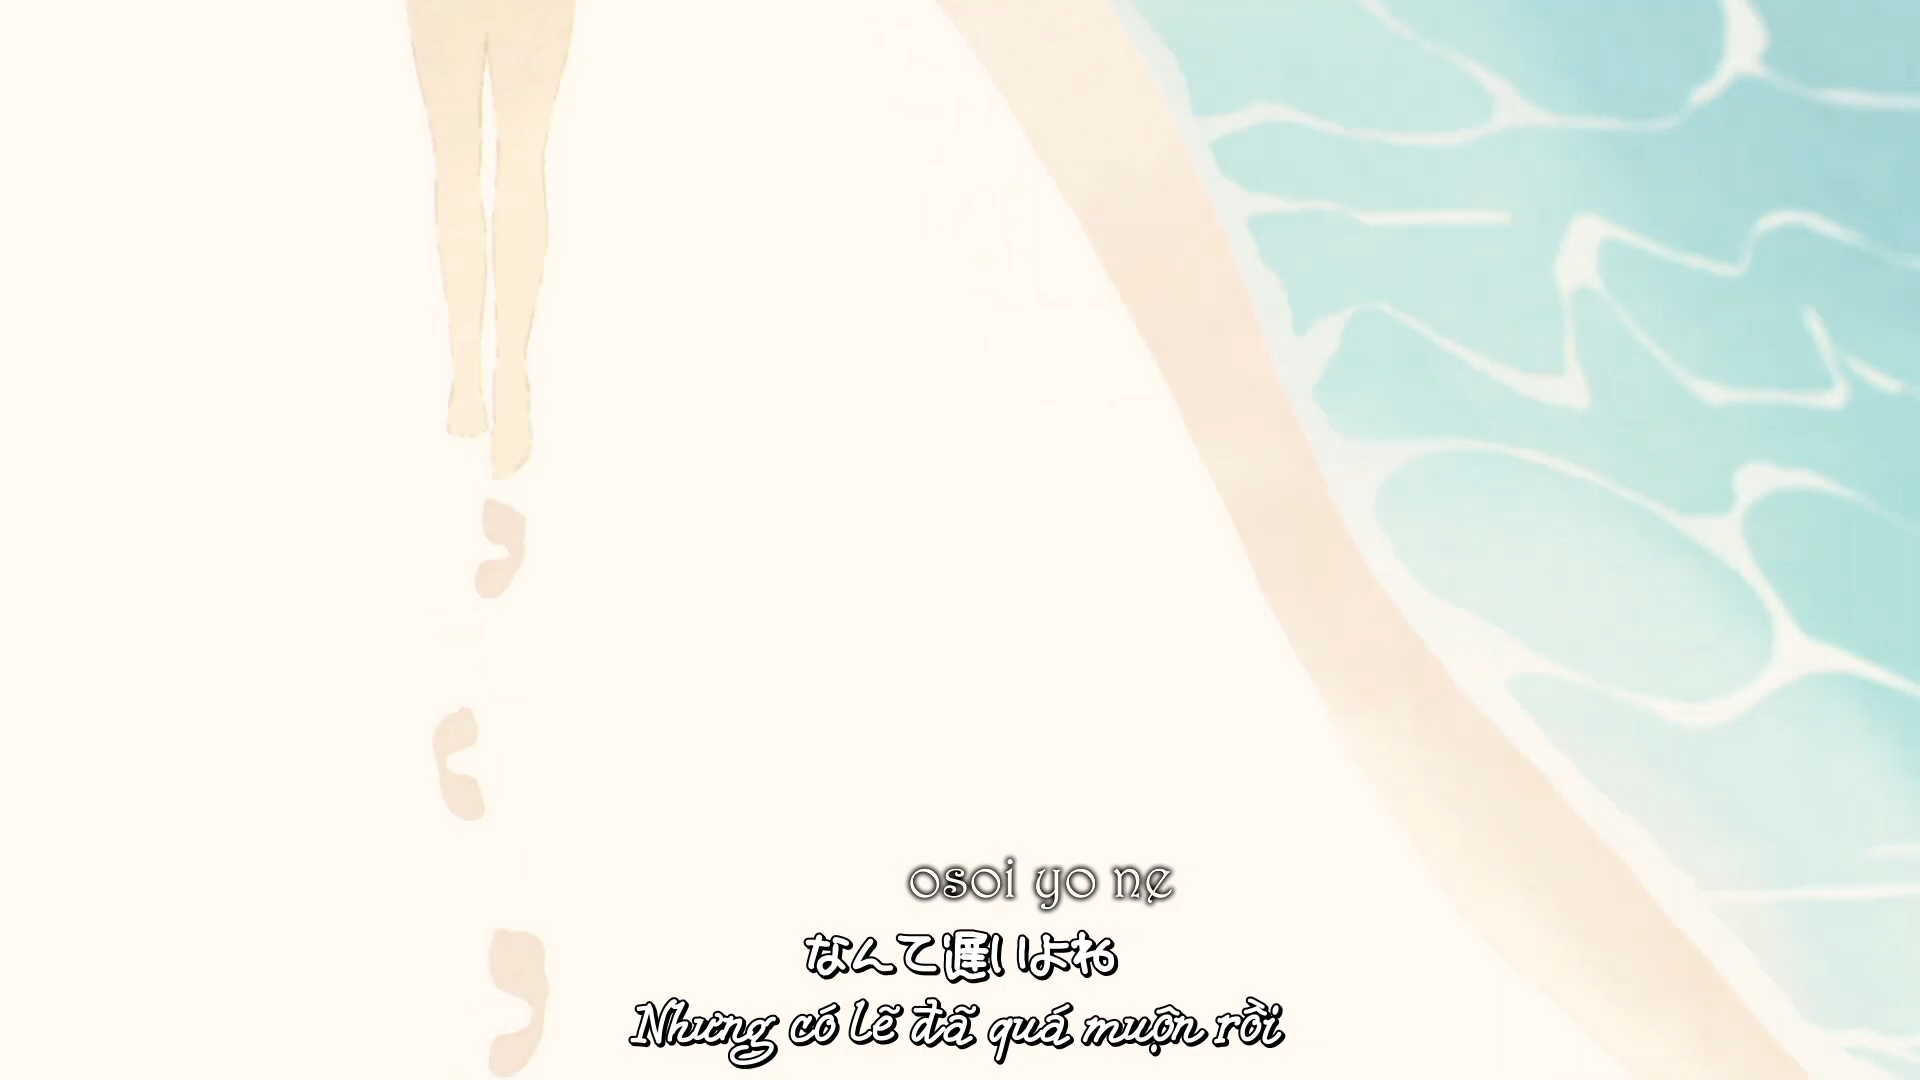 osoi yo ne
なんて遅いよね
Nhưng có lẽ đã quá muộn rồi